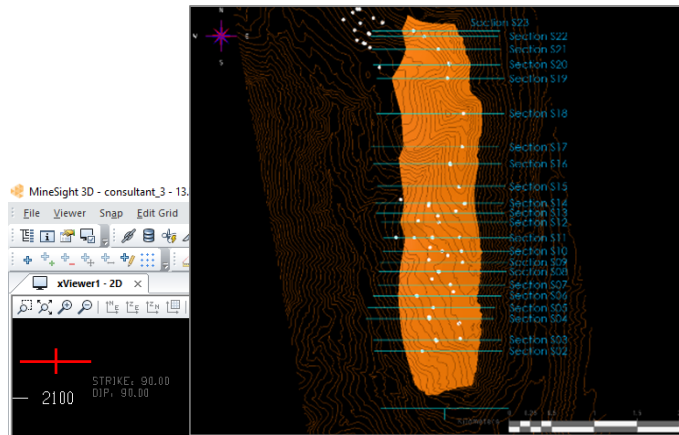 Section S23
N
W E
S
Section S22
Section S21
Section S20
Section S19
Section S18
Section S17
Section S16
Section S15
Section S14
Section S13
Section S12
Section S11
Section S10
Section S09
Section S08
Section S07
Section S06
Section S05
Section S04
Section S03
Section S02
MineSight 3D - consultant_3 - 13.
File Viewer Snap Edit Grid
xViewer1 - 2D ×
STRIKE: 90.00
DIP: 90.00
2100
Kilometers